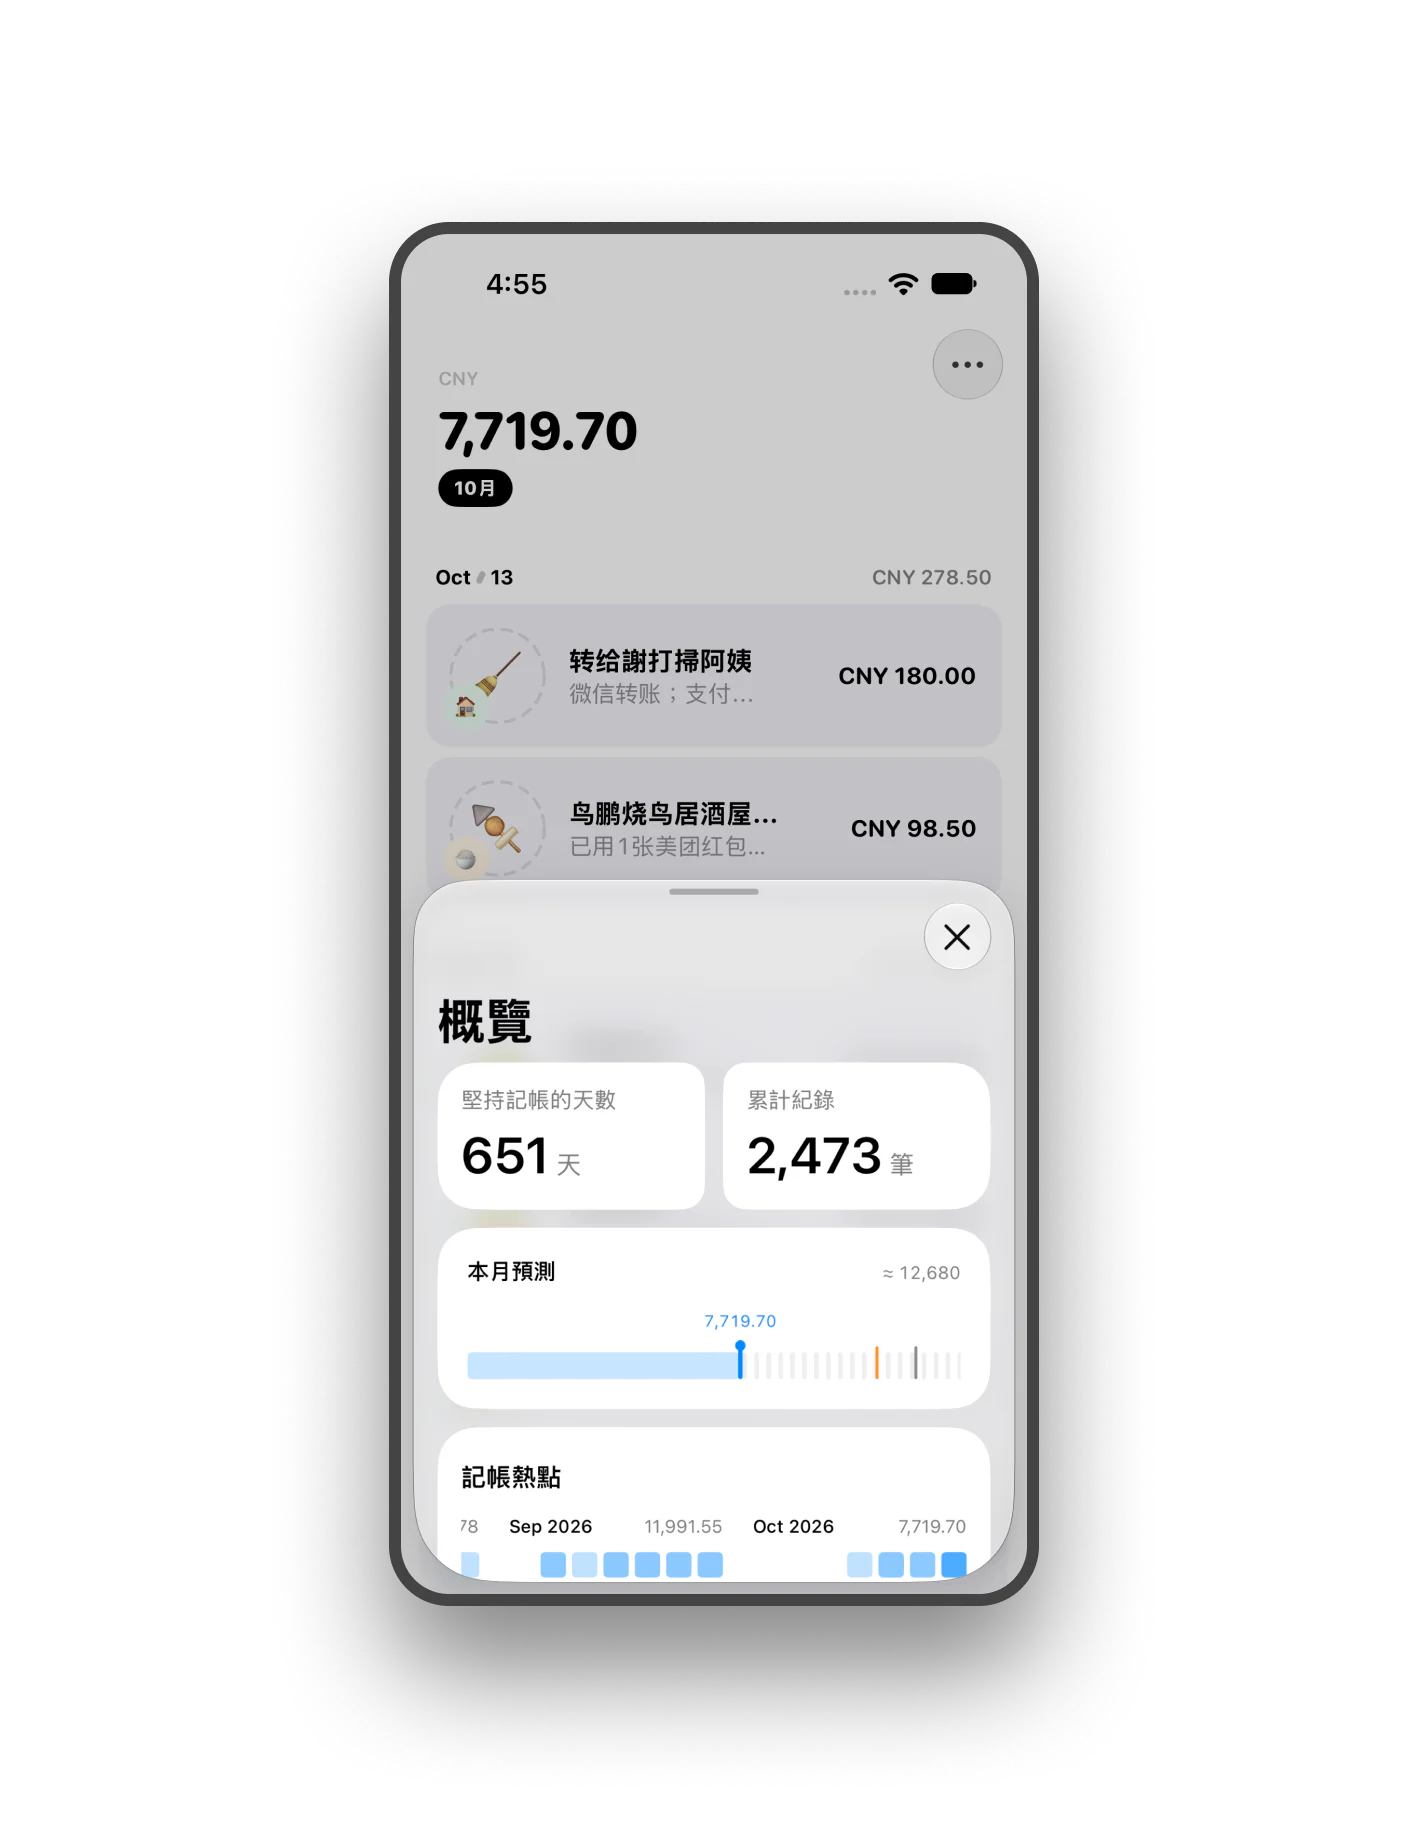 4:55
CNY
7,719.70
10月
Oct 13
CNY 278.50
转给謝打掃阿姨
微信转账；支付...
CNY 180.00
鸟鹏烧鸟居酒屋...
已用1张美团红包...
CNY 98.50
概覽
堅持記帳的天數
651 天
累計紀錄
2,473 筆
本月預測
≈ 12,680
7,719.70
記帳熱點
78 Sep 2026 11,991.55 Oct 2026 7,719.70